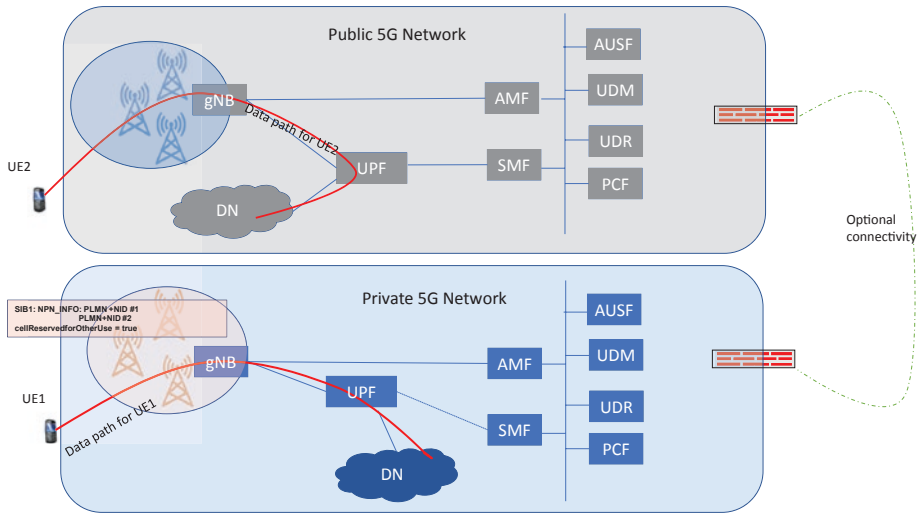 Public 5G Network
AUSF
gNB
AMF
UDM
Data path for UE2
UDR
UE2
UPF
SMF
PCF
DN
Optional
connectivity
Private 5G Network
SIB1: NPN_INFO: PLMN+NID #1
PLMN+NID #2
cellReservedforOtherUse = true
AUSF
gNB
AMF
UDM
UPF
UE1
Data path for UE1
SMF
UDR
PCF
DN